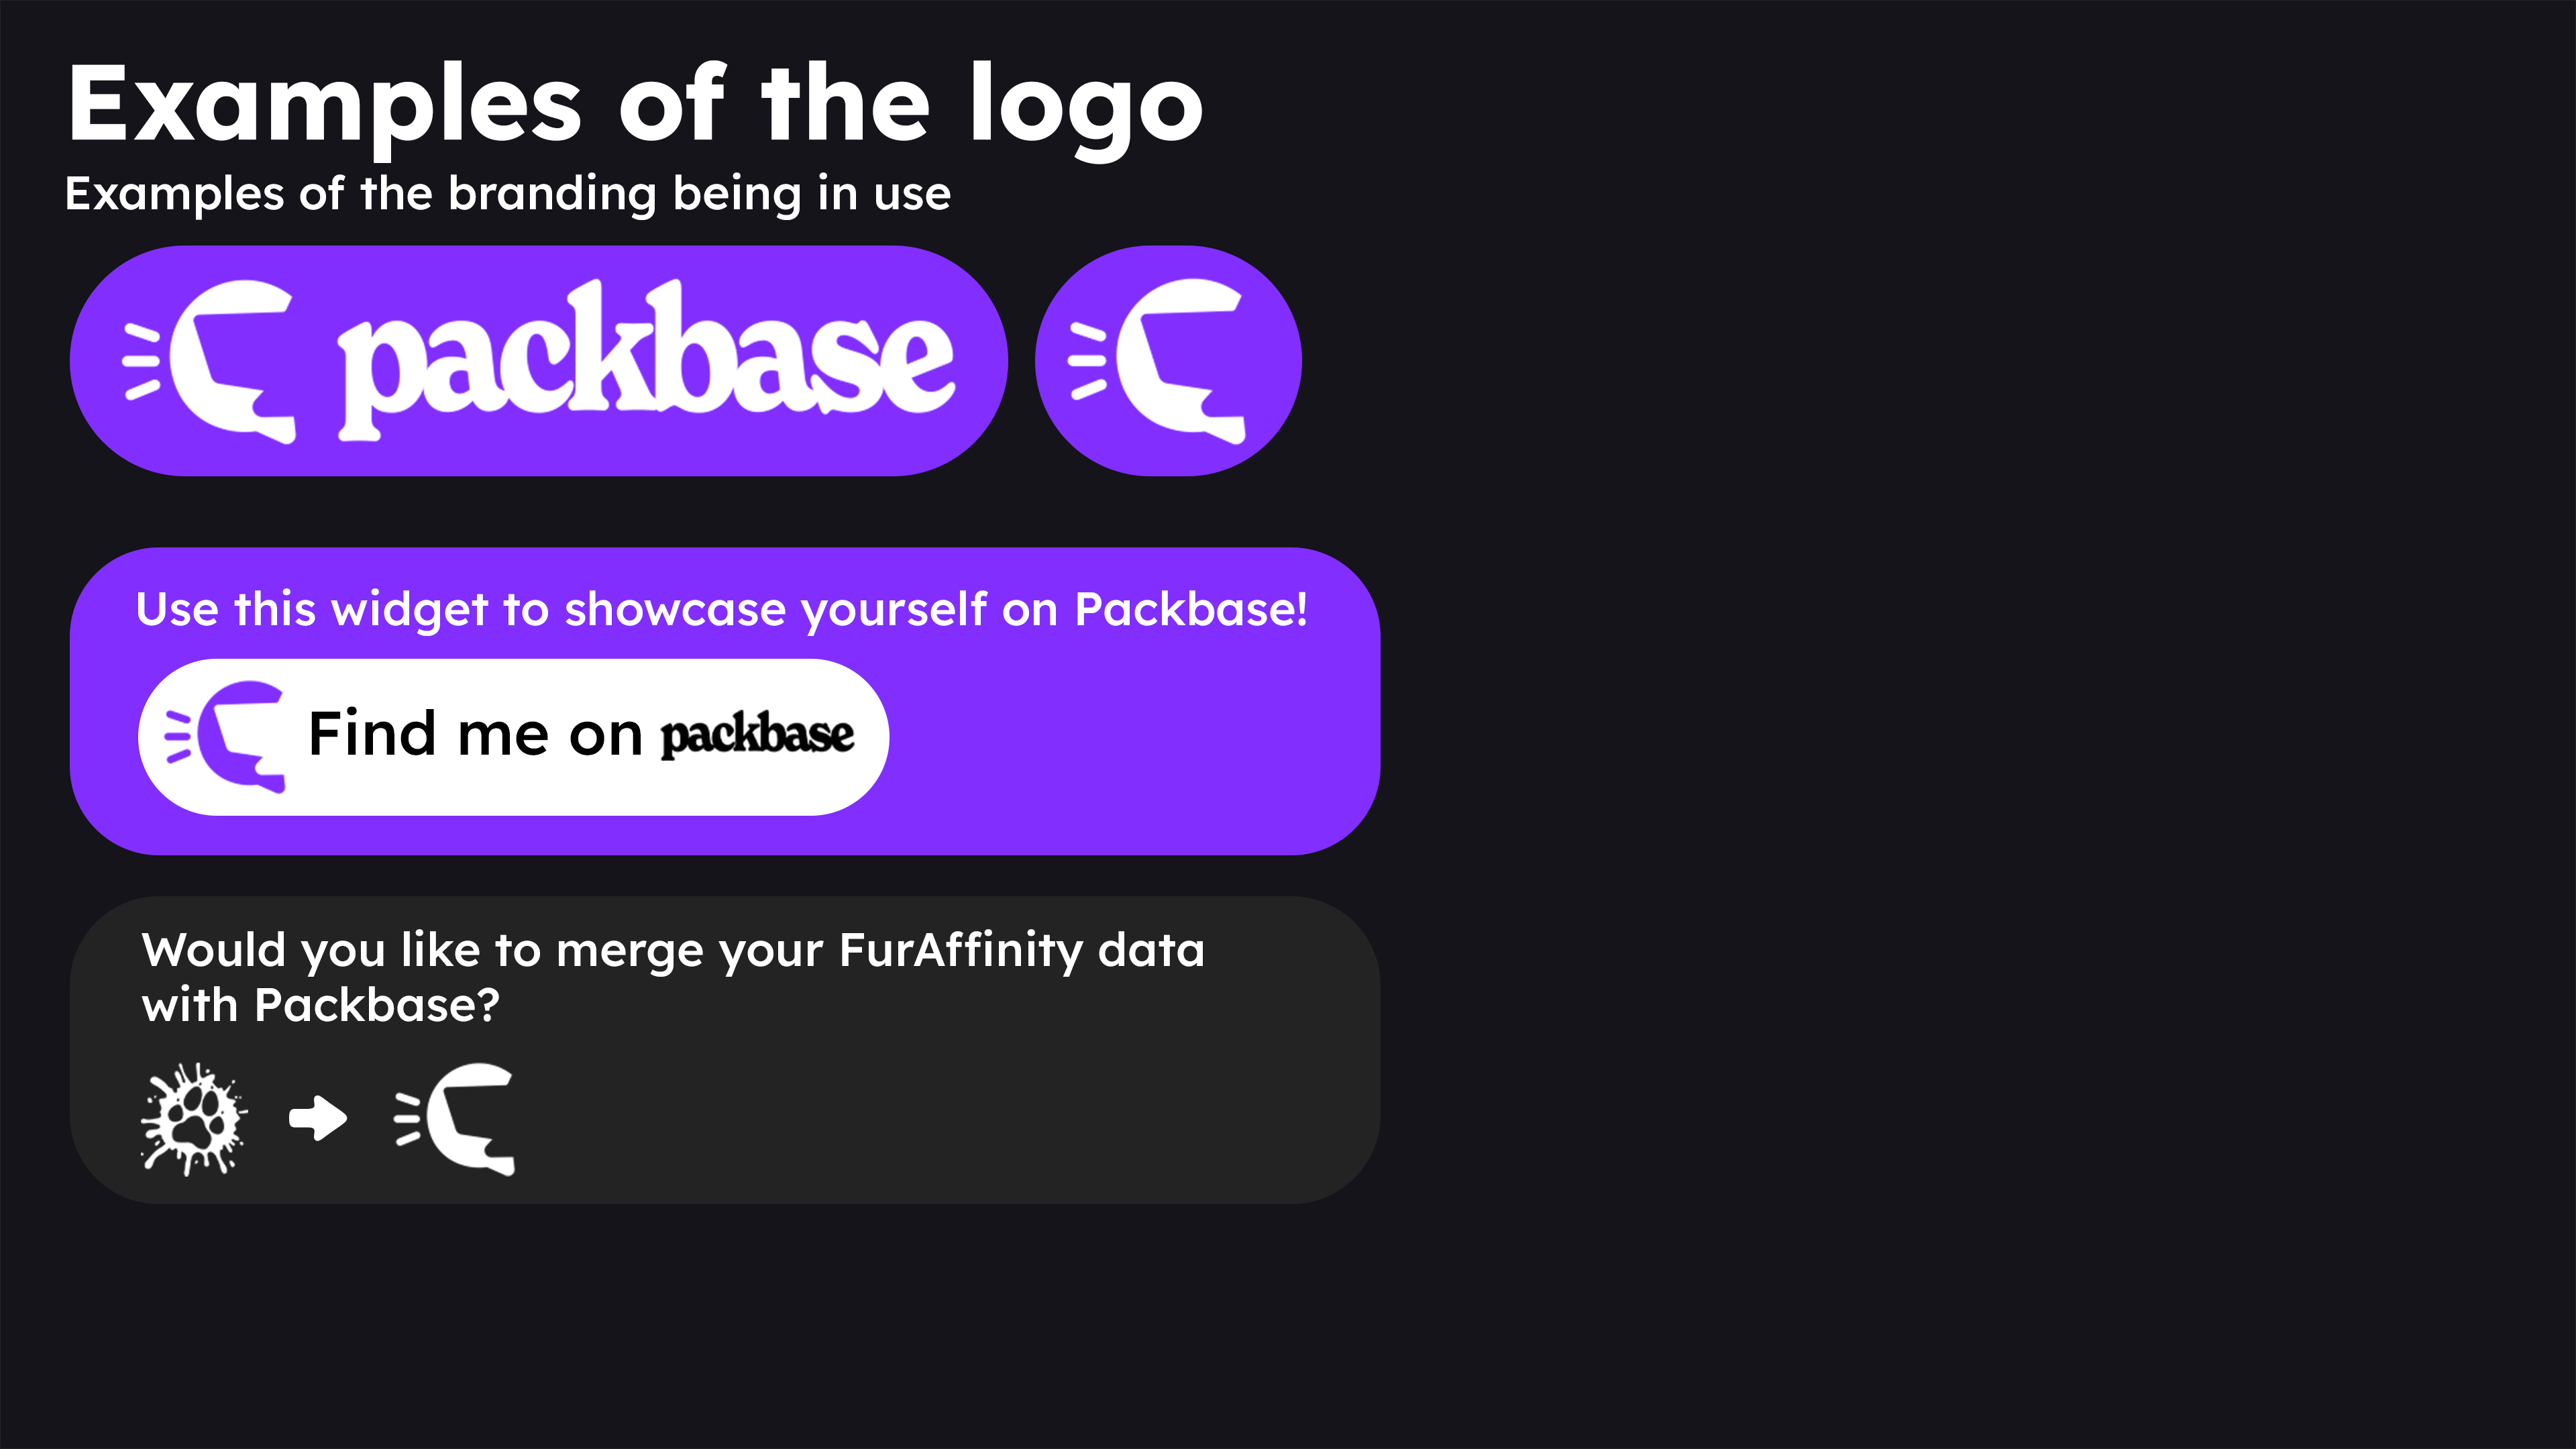 Examples of the logo
Examples of the branding being in use
packbase
Use this widget to showcase yourself on Packbase!
Find me on packbase
Would you like to merge your FurAffinity data
with Packbase?